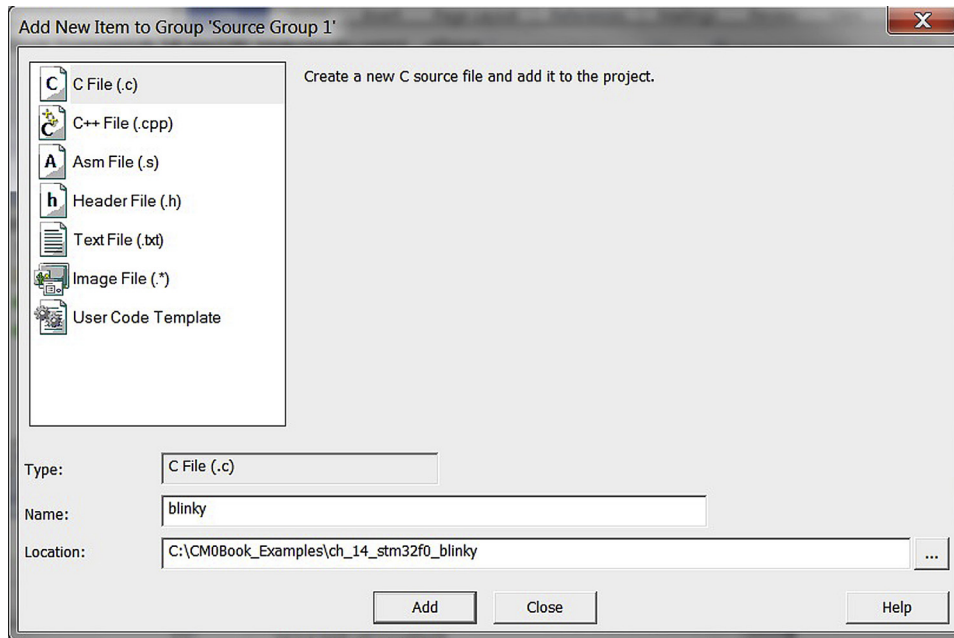 Add New Item to Group 'Source Group 1'
X
C File (.c)
Create a new C source file and add it to the project.
C++ File (.cpp)
Asm File (.s)
Header File (.h)
Text File (.txt)
Image File (.*)
User Code Template
Type:
C File (.c)
Name:
blinky
Location:
C:\CM0Book_Examples\ch_14_stm32f0_blinky
...
Add
Close
Help